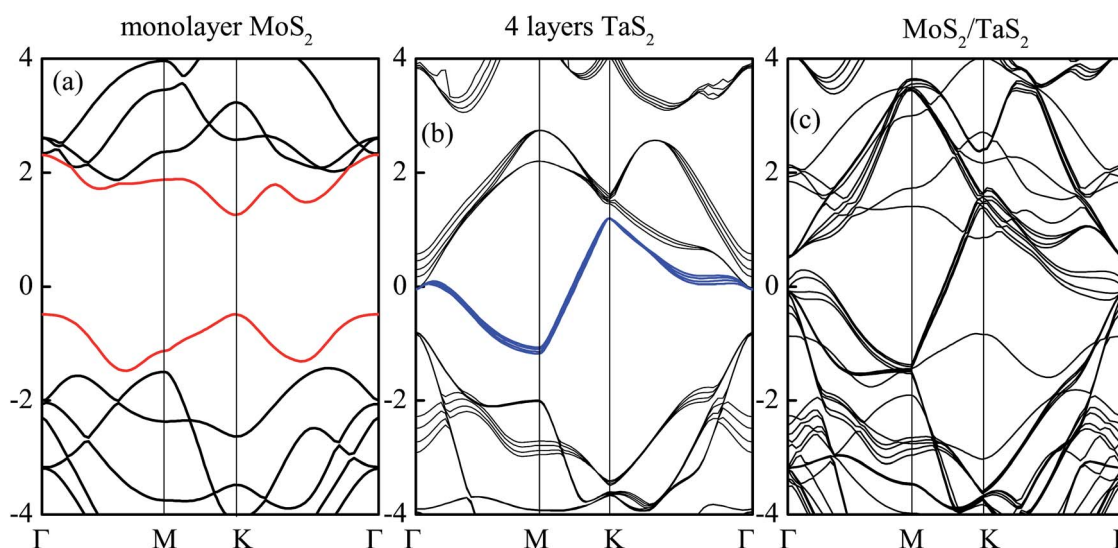 monolayer MoS₂ 4 layers TaS₂ MoS₂/TaS₂
(a) (b) (c)
4 4 4
2 2 2
0 0 0
-2 -2 -2
-4 -4 -4
Γ M K Γ Γ M K Γ Γ M K Γ